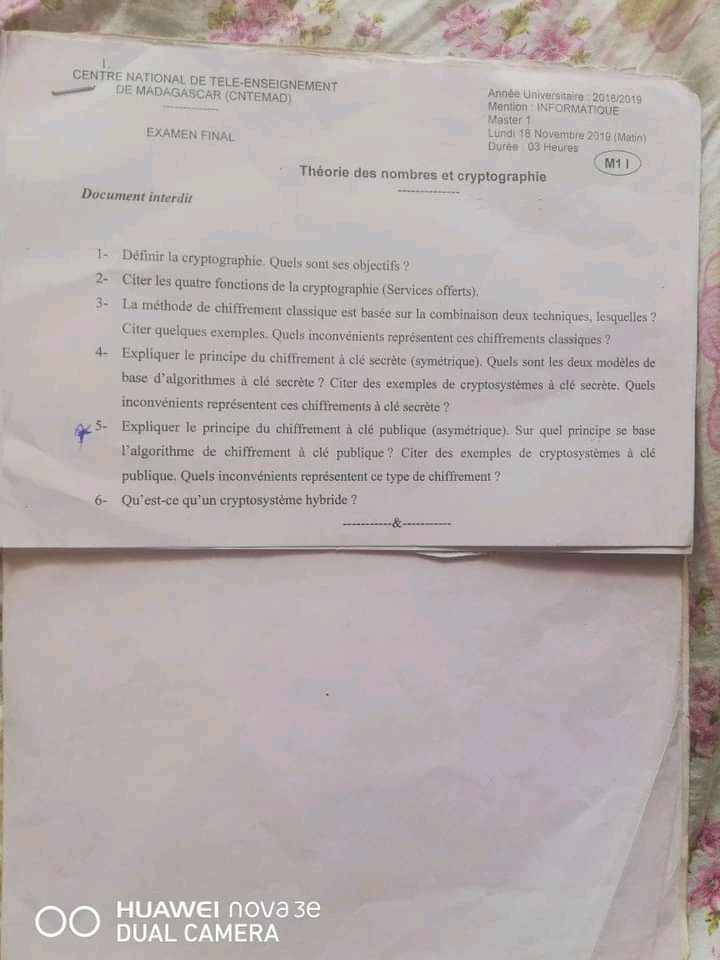 I.
CENTRE NATIONAL DE TELE-ENSEIGNEMENT
DE MADAGASCAR (CNTEMAD)
--------------
EXAMEN FINAL
Année Universitaire : 2018/2019
Mention : INFORMATIQUE
Master 1
Lundi 18 Novembre 2019 (Matin)
Durée : 03 Heures
M1 I
Théorie des nombres et cryptographie
--------------
Document interdit
1- Définir la cryptographie. Quels sont ses objectifs ?
2- Citer les quatre fonctions de la cryptographie (Services offerts).
3- La méthode de chiffrement classique est basée sur la combinaison deux techniques, lesquelles ?
Citer quelques exemples. Quels inconvénients représentent ces chiffrements classiques ?
4- Expliquer le principe du chiffrement à clé secrète (symétrique). Quels sont les deux modèles de
base d'algorithmes à clé secrète ? Citer des exemples de cryptosystèmes à clé secrète. Quels
inconvénients représentent ces chiffrements à clé secrète ?
5- Expliquer le principe du chiffrement à clé publique (asymétrique). Sur quel principe se base
l'algorithme de chiffrement à clé publique ? Citer des exemples de cryptosystèmes à clé
publique. Quels inconvénients représentent ce type de chiffrement ?
6- Qu'est-ce qu'un cryptosystème hybride ?
-----------&-----------
HUAWEI nova 3e
DUAL CAMERA